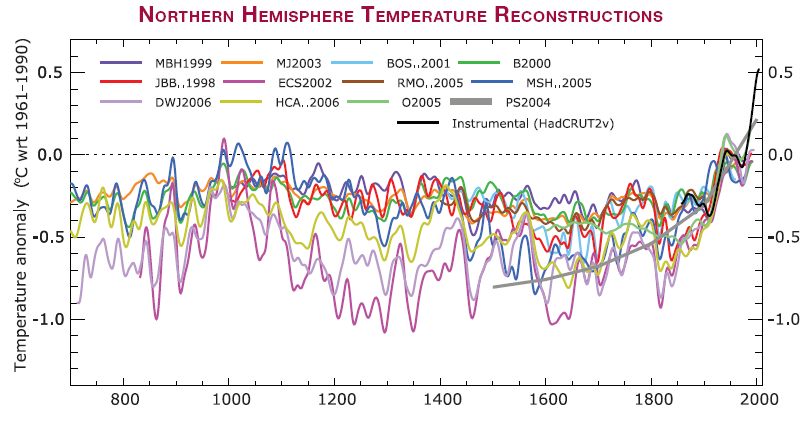 NORTHERN HEMISPHERE TEMPERATURE RECONSTRUCTIONS
Temperature anomaly (ºC wrt 1961-1990)
MBH1999 MJ2003 BOS..2001 B2000
JBB..1998 ECS2002 RMO..2005 MSH..2005
DWJ2006 HCA..2006 O2005 PS2004
Instrumental (HadCRUT2v)
0.5 0.5
0.0 0.0
-0.5 -0.5
-1.0 -1.0
800 1000 1200 1400 1600 1800 2000